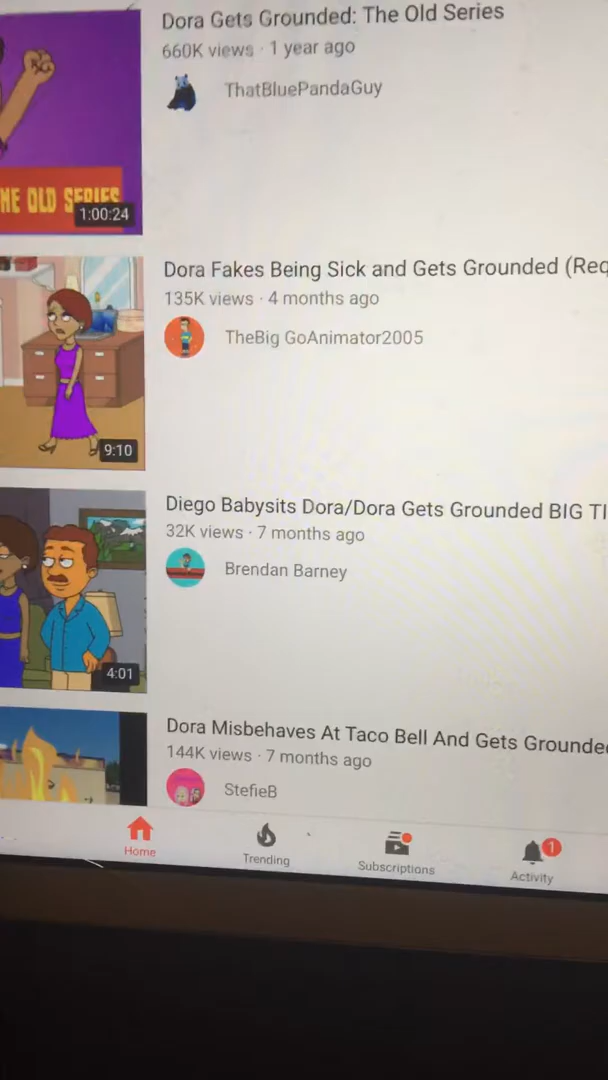 Dora Gets Grounded: The Old Series
660K views · 1 year ago
ThatBluePandaGuy
HE OLD SERIES
1:00:24
Dora Fakes Being Sick and Gets Grounded (Req
135K views · 4 months ago
TheBig GoAnimator2005
9:10
Diego Babysits Dora/Dora Gets Grounded BIG TI
32K views · 7 months ago
Brendan Barney
4:01
Dora Misbehaves At Taco Bell And Gets Grounde
144K views · 7 months ago
StefieB
Home
Trending
Subscriptions
1
Activity